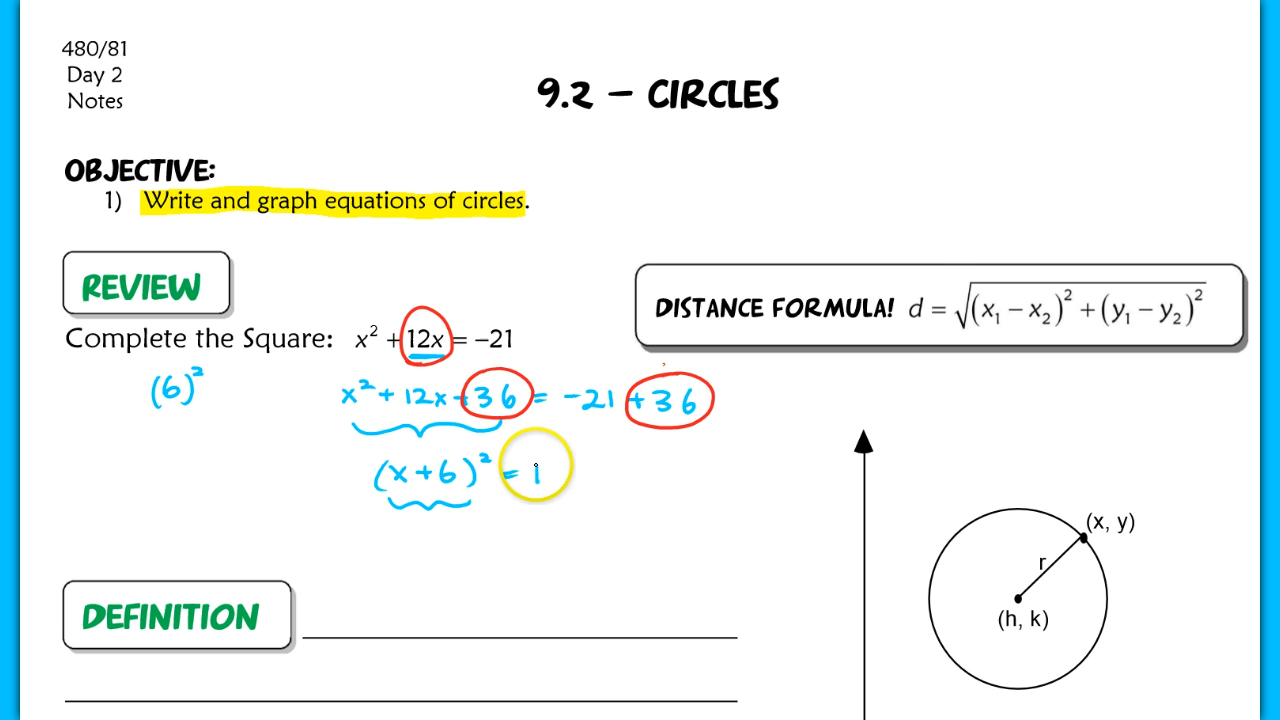 480/81
Day 2
Notes
9.2 – CIRCLES
OBJECTIVE:
1) Write and graph equations of circles.
REVIEW
DISTANCE FORMULA! d = √(x₁ − x₂)² + (y₁ − y₂)²
Complete the Square: x² + 12x = −21
(6)²
x² + 12x + 36 = -21 + 36
(x + 6)² = 1
(x, y)
r
(h, k)
DEFINITION